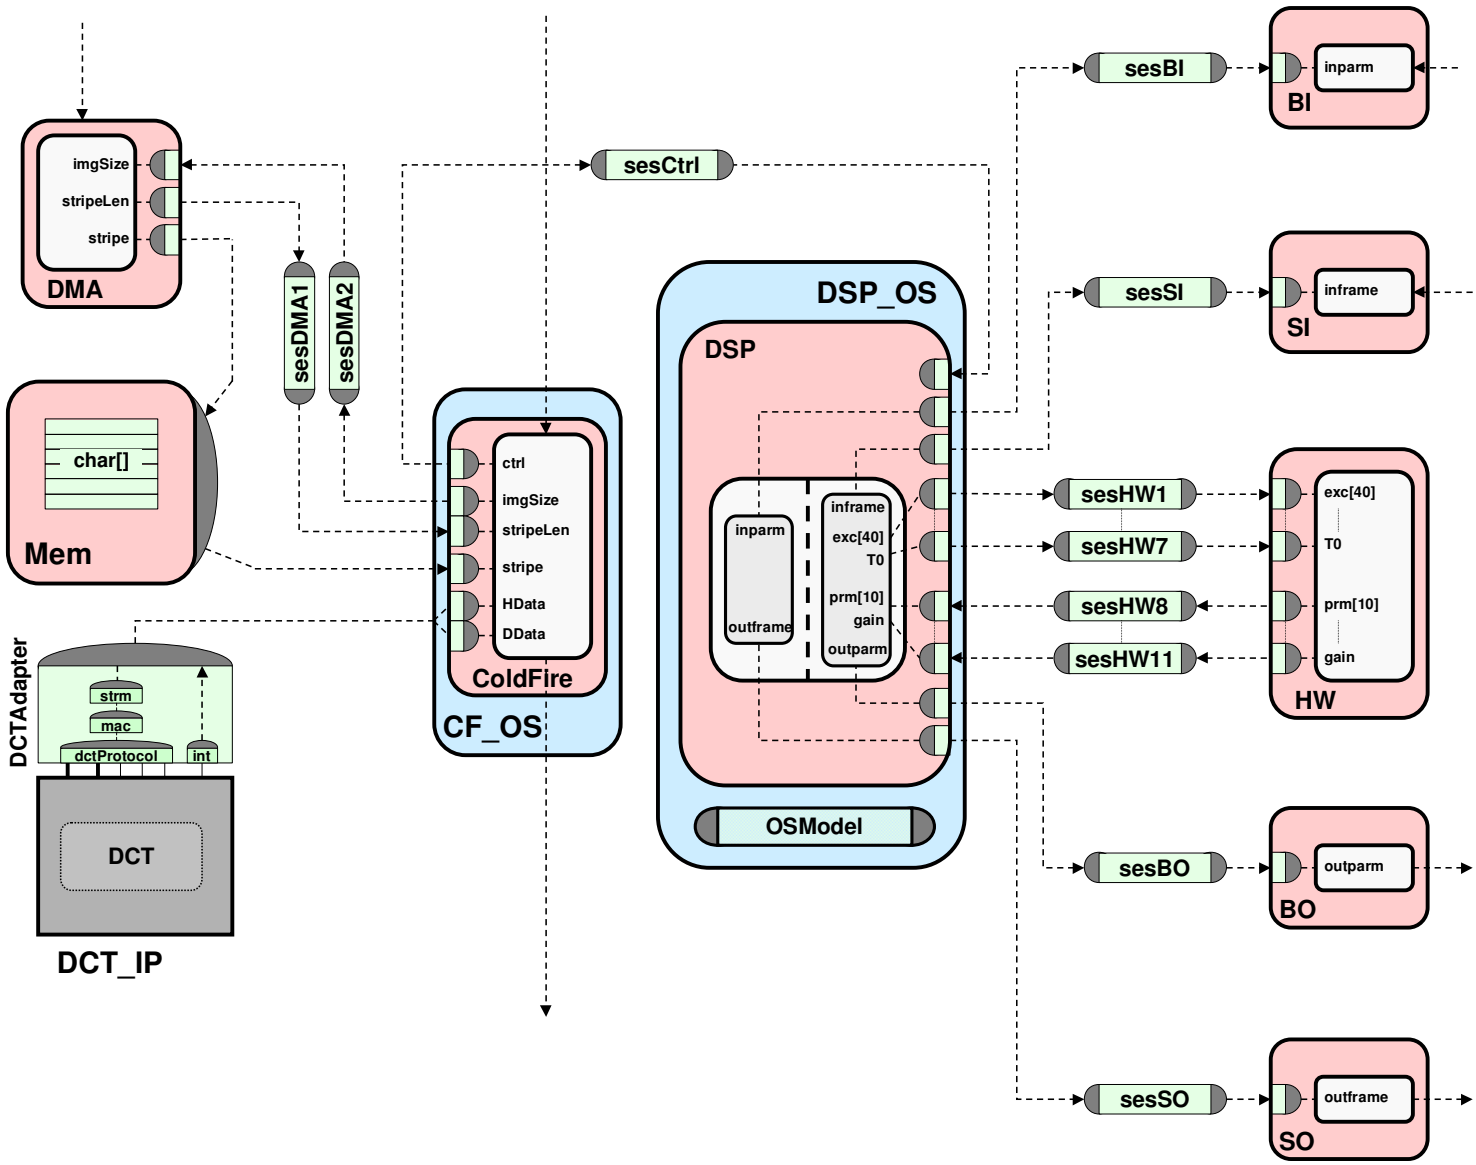 sesBI
inparm
BI
imgSize
stripeLen
stripe
DMA
sesCtrl
sesDMA1
sesDMA2
DSP_OS
DSP
sesSI
inframe
SI
char[]
Mem
ctrl
imgSize
stripeLen
stripe
HData
DData
ColdFire
CF_OS
inparm
outframe
inframe
exc[40]
T0
prm[10]
gain
outparm
OSModel
sesHW1
sesHW7
sesHW8
sesHW11
exc[40]
T0
prm[10]
gain
HW
DCTAdapter
strm
mac
dctProtocol
int
DCT
DCT_IP
sesBO
outparm
BO
sesSO
outframe
SO